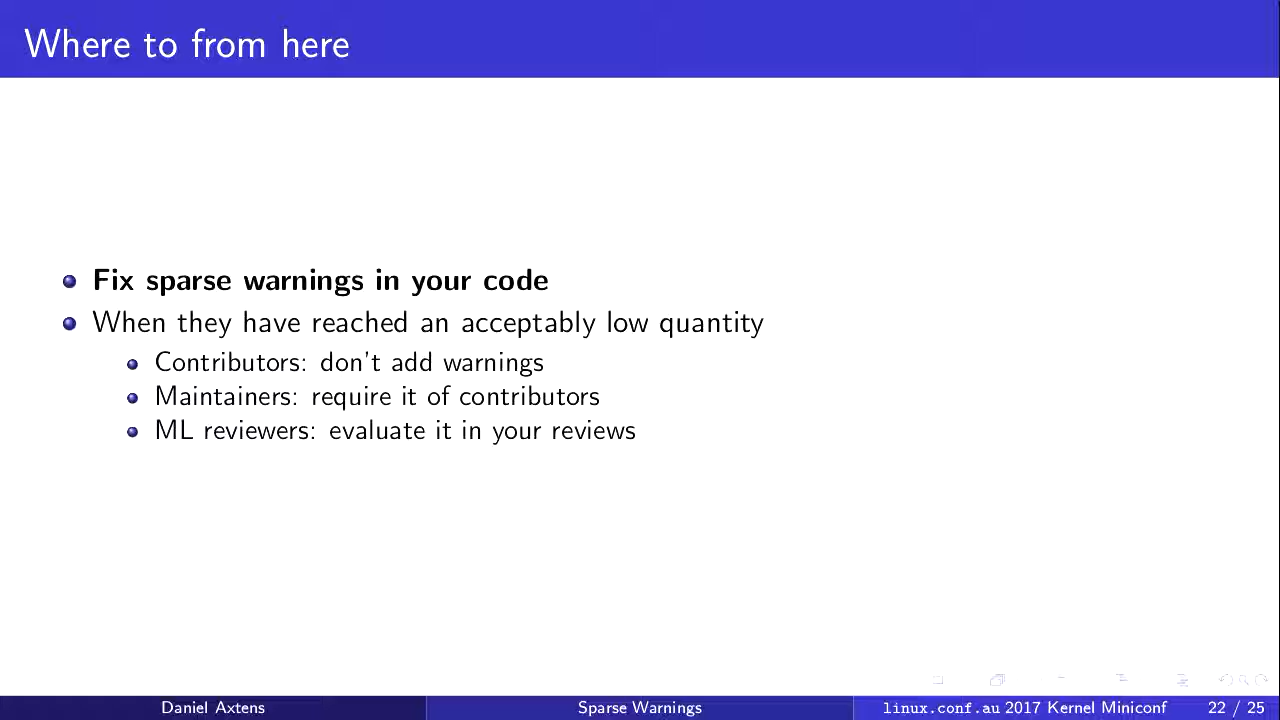 Where to from here
Fix sparse warnings in your code
When they have reached an acceptably low quantity
Contributors: don't add warnings
Maintainers: require it of contributors
ML reviewers: evaluate it in your reviews
Daniel Axtens
Sparse Warnings
linux.conf.au 2017 Kernel Miniconf
22 / 25